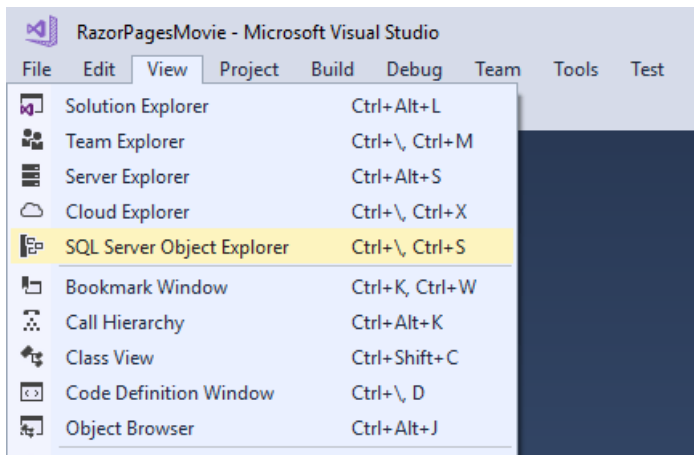 RazorPagesMovie - Microsoft Visual Studio
File Edit View Project Build Debug Team Tools Test
Solution Explorer Ctrl+Alt+L
Team Explorer Ctrl+\, Ctrl+M
Server Explorer Ctrl+Alt+S
Cloud Explorer Ctrl+\, Ctrl+X
SQL Server Object Explorer Ctrl+\, Ctrl+S
Bookmark Window Ctrl+K, Ctrl+W
Call Hierarchy Ctrl+Alt+K
Class View Ctrl+Shift+C
Code Definition Window Ctrl+\, D
Object Browser Ctrl+Alt+J